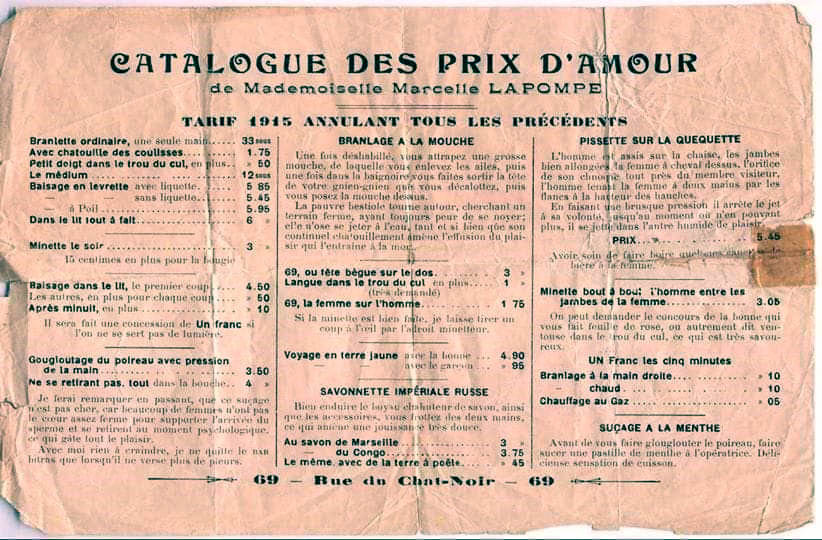 CATALOGUE DES PRIX D'AMOUR
de Mademoiselle Marcelle LAPOMPE
TARIF 1915 ANNULANT TOUS LES PRÉCÉDENTS
Branlette ordinaire, une seule main..... 33 sous
Avec chatouille des coulisses......... 1.75
Petit doigt dans le trou du cul, en plus.. » 50
Le médium ........................ 12 sous
Baisage en levrette avec liquette..... 5 85
— — sans liquette..... 5.45
— à Poil............. 5.95
Dans le lit tout à fait............... 6 »
Minette le soir .................... 3 »
15 centimes en plus pour la bougie
Baisage dans le lit, le premier coup.... 4.50
Les autres, en plus pour chaque coup.... » 50
Après minuit, en plus .............. » 10
Il sera fait une concession de Un franc si
l'on ne se sert pas de lumière.
Gougloutage du poireau avec pression
de la main.................... 3.50
Ne se retirant pas, tout dans la bouche.. 4 »
Je ferai remarquer en passant, que ce suçage
n'est pas cher, car beaucoup de femmes n'ont pas
le cœur assez ferme pour supporter l'arrivée du
sperme et se retirent au moment psychologique,
ce qui gâte tout le plaisir.
Avec moi rien à craindre, je ne quitte le nan
bitras que lorsqu'il ne verse plus de pleurs.
BRANLAGE A LA MOUCHE
Une fois déshabillé, vous attrapez une grosse
mouche, de laquelle vous enlevez les ailes, puis
une fois dans la baignoire vous faites sortir la tête
de votre gnien-gnien que vous décalottez, puis
vous posez la mouche dessus.
La pauvre bestiole tourne autour, cherchant un
terrain ferme, ayant toujours peur de se noyer;
elle n'ose se jeter à l'eau, tant et si bien que son
continuel chatouillement amène l'effusion du plai-
sir qui l'entraîne à la mer.
69, ou tête bègue sur le dos....... 3 »
Langue dans le trou du cul en plus..... 1 »
(très demandé)
69, la femme sur l'homme......... 1 75
Si la minette est bien faite, je laisse tirer un
coup à l'œil par l'adroit minetteur.
Voyage en terre jaune avec la bonne ... 4.90
— — avec le garçon... » 95
SAVONNETTE IMPÉRIALE RUSSE
Bien enduire le boyau chanteur de savon, ainsi
que les accessoires, vous frottez des deux mains,
ce qui amène une jouissance très douce.
Au savon de Marseille ............. 3 »
— du Congo................ 3.75
Le même, avec de la terre à poêle.... » 45
PISSETTE SUR LA QUEQUETTE
L'homme est assis sur la chaise, les jambes
bien allongées, la femme à cheval dessus, l'orifice
de son cinoque tout près du membre visiteur,
l'homme tenant la femme à deux mains par les
flancs à la hauteur des hanches.
En faisant une brusque pression il arrête le jet
à sa volonté, jusqu'au moment où n'en pouvant
plus, il se jette dans l'antre humide de plaisir.
PRIX.................. 5.45
Avoir soin de faire boire quelques
bière à la femme.
Minette bout à bout: l'homme entre les
jambes de la femme.............. 3.05
On peut demander le concours de la bonne qui
vous fait feuille de rose, ou autrement dit ven-
touse dans le trou du cul, ce qui est très savou-
reux.
UN Franc les cinq minutes
Branlage à la main droite............ » 10
— chaud................ » 10
Chauffage au Gaz ................. » 05
SUÇAGE A LA MENTHE
Avant de vous faire glouglouter le poireau, faire
sucer une pastille de menthe à l'opératrice. Déli-
cieuse sensation de cuisson.
69 — Rue du Chat-Noir — 69